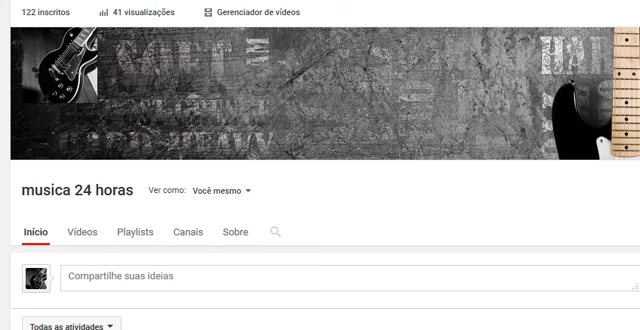 122 inscritos 41 visualizações Gerenciador de vídeos
musica 24 horas Ver como: Você mesmo
Início Vídeos Playlists Canais Sobre
Compartilhe suas ideias
Todas as atividades